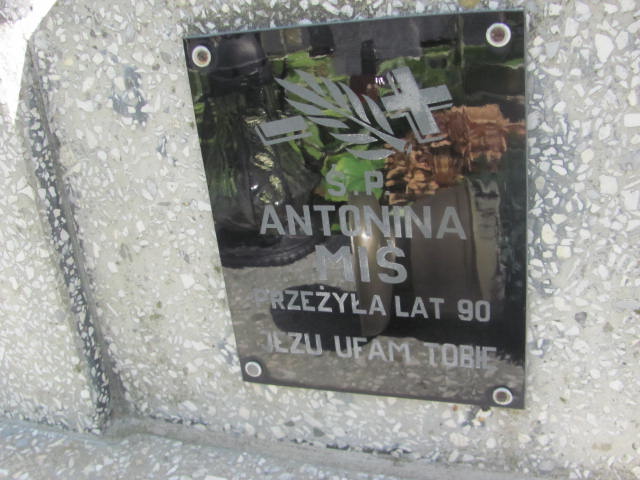 Ś.P.
ANTONINA
MIŚ
PRZEŻYŁA LAT 90
JEZU UFAM TOBIE